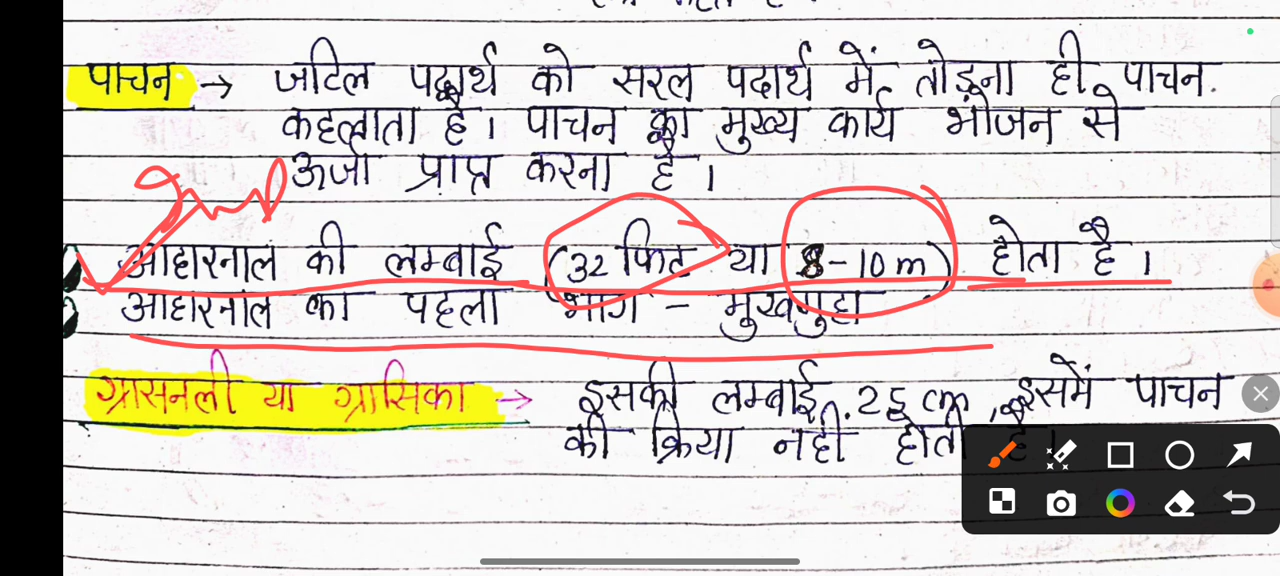 पाचन → जटिल पदार्थ को सरल पदार्थ में तोड़ना ही पाचन
कहलाता है। पाचन का मुख्य कार्य भोजन से
ऊर्जा प्राप्त करना है।
आहारनाल की लम्बाई (32 फिट या 8-10 m) होता है।
आहारनाल का पहला भाग - मुखगुहा
ग्रासनली या ग्रासिका → इसकी लम्बाई 25 cm, इसमें पाचन
की क्रिया नही होती है।